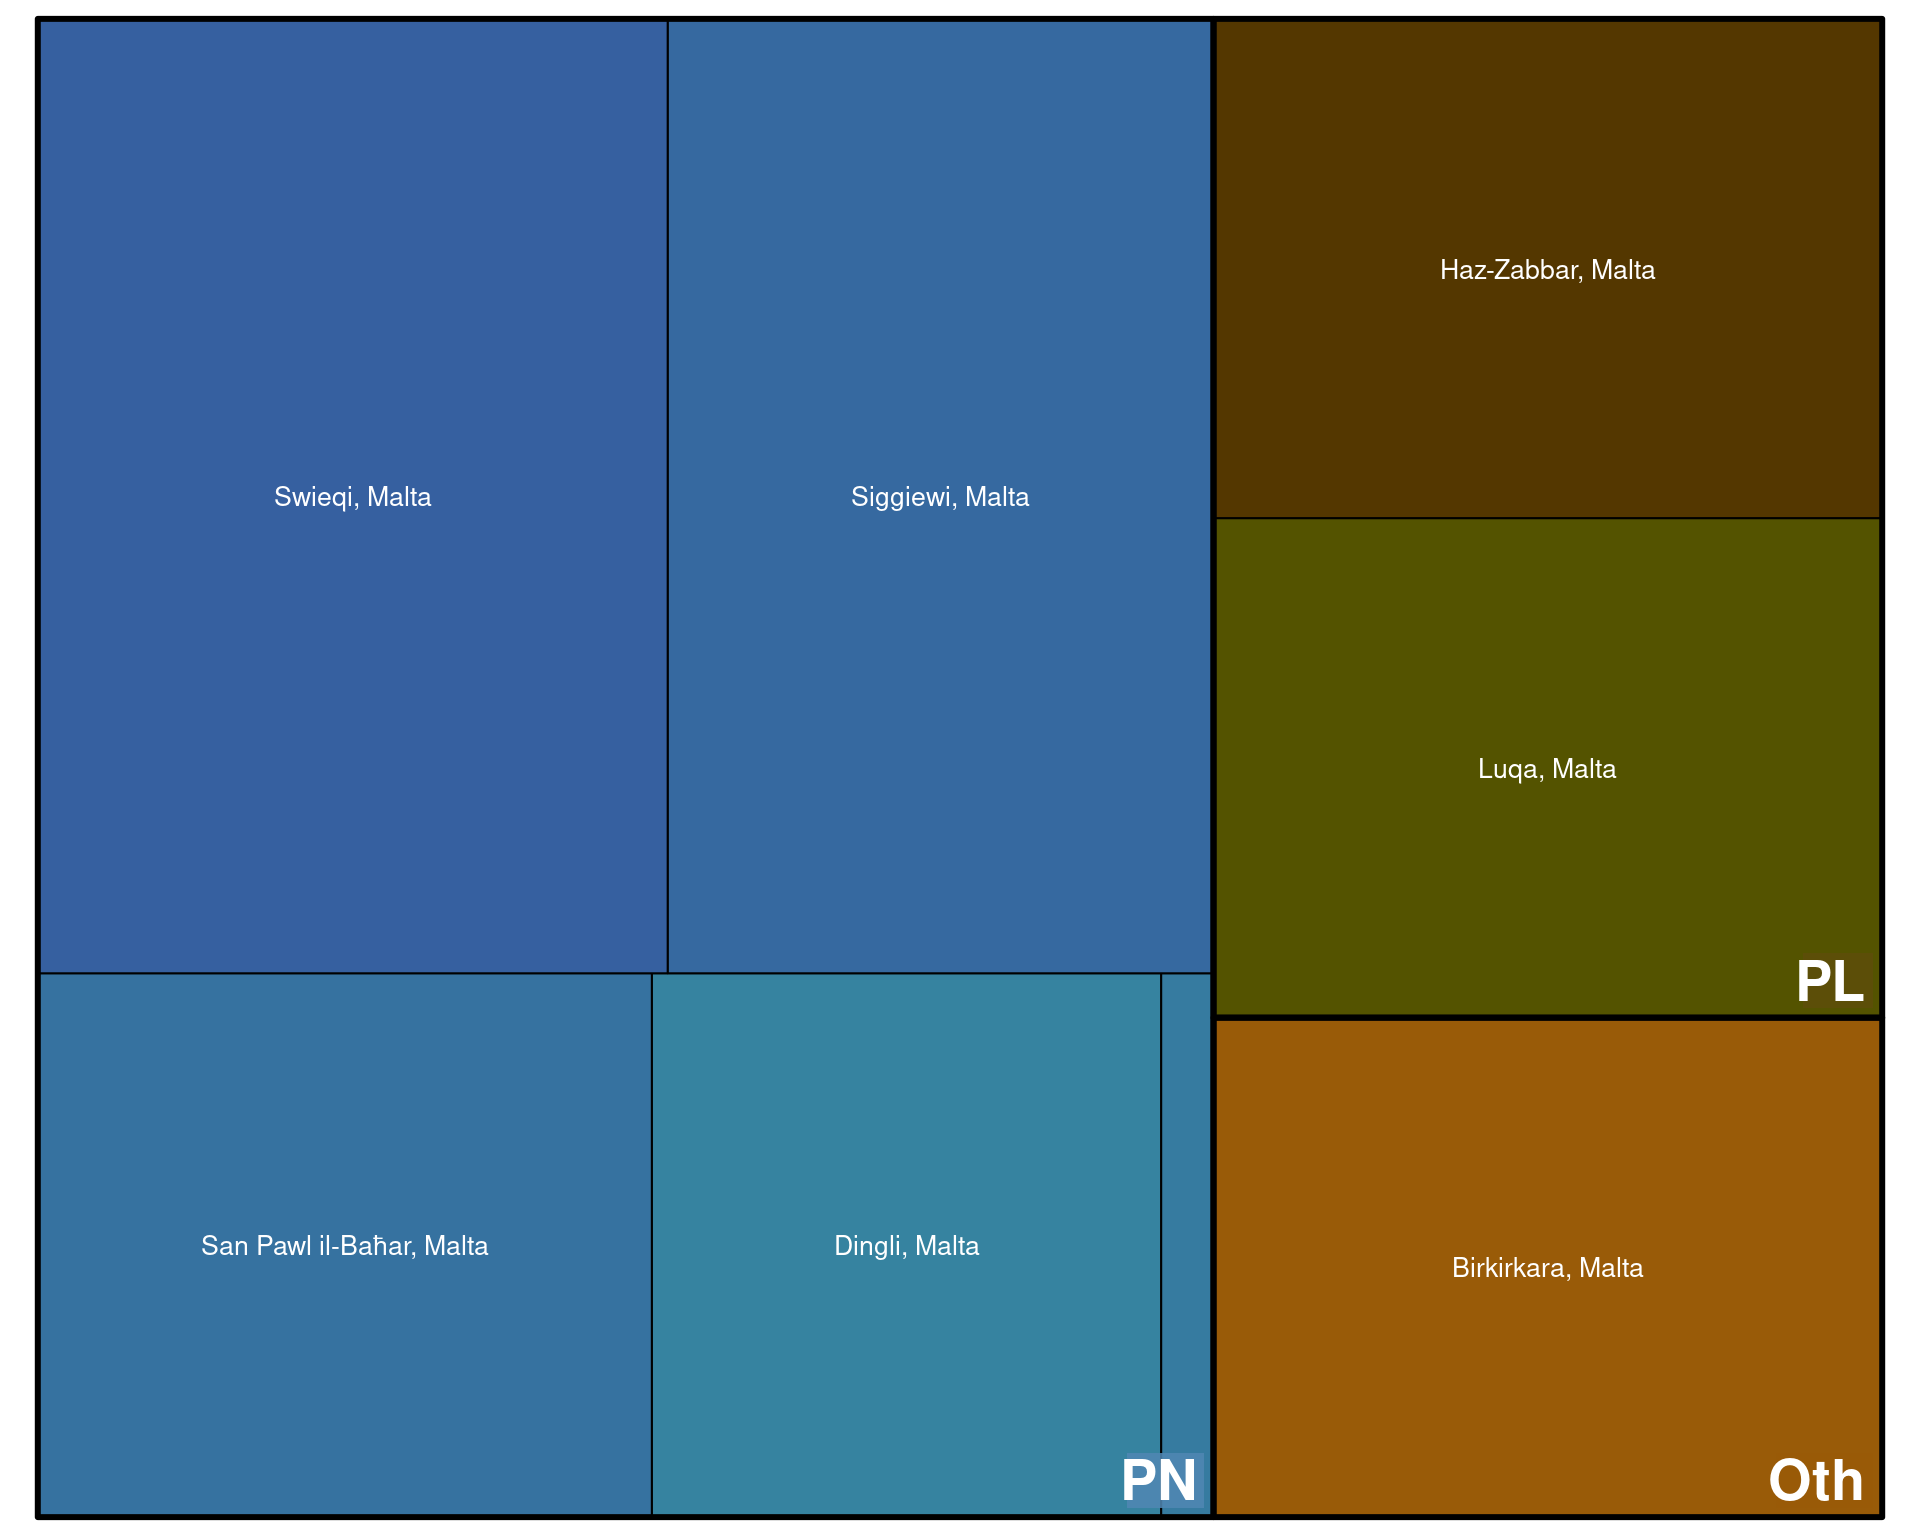 Swieqi, Malta
Siggiewi, Malta
San Pawl il-Baħar, Malta
Dingli, Malta
PN
Haz-Zabbar, Malta
Luqa, Malta
PL
Birkirkara, Malta
Oth